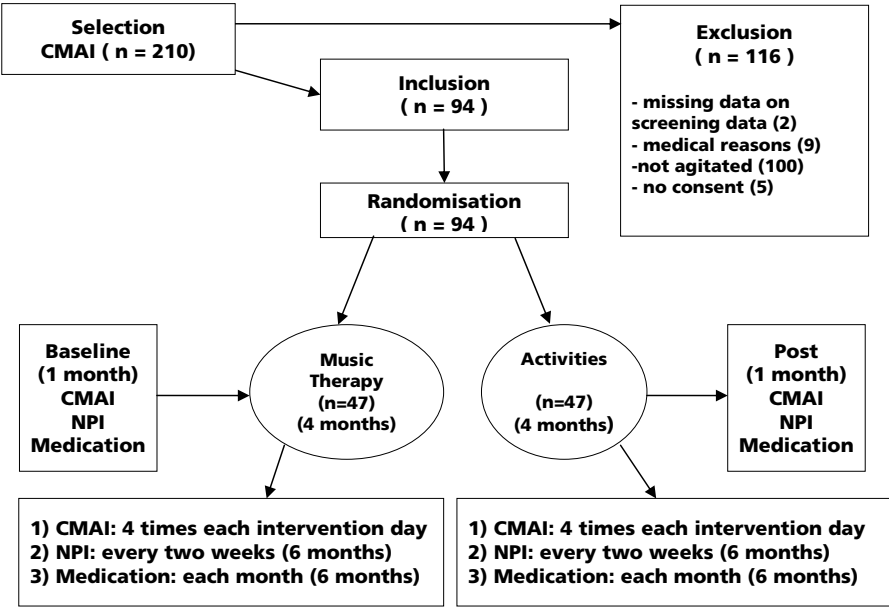 Selection
CMAI ( n = 210)
Exclusion
( n = 116)
- missing data on
screening data (2)
- medical reasons (9)
-not agitated (100)
- no consent (5)
Inclusion
( n = 94 )
Randomisation
( n = 94 )
Baseline
(1 month)
CMAI
NPI
Medication
Music
Therapy
(n=47)
(4 months)
Activities
(n=47)
(4 months)
Post
(1 month)
CMAI
NPI
Medication
1) CMAI: 4 times each intervention day
2) NPI: every two weeks (6 months)
3) Medication: each month (6 months)
1) CMAI: 4 times each intervention day
2) NPI: every two weeks (6 months)
3) Medication: each month (6 months)